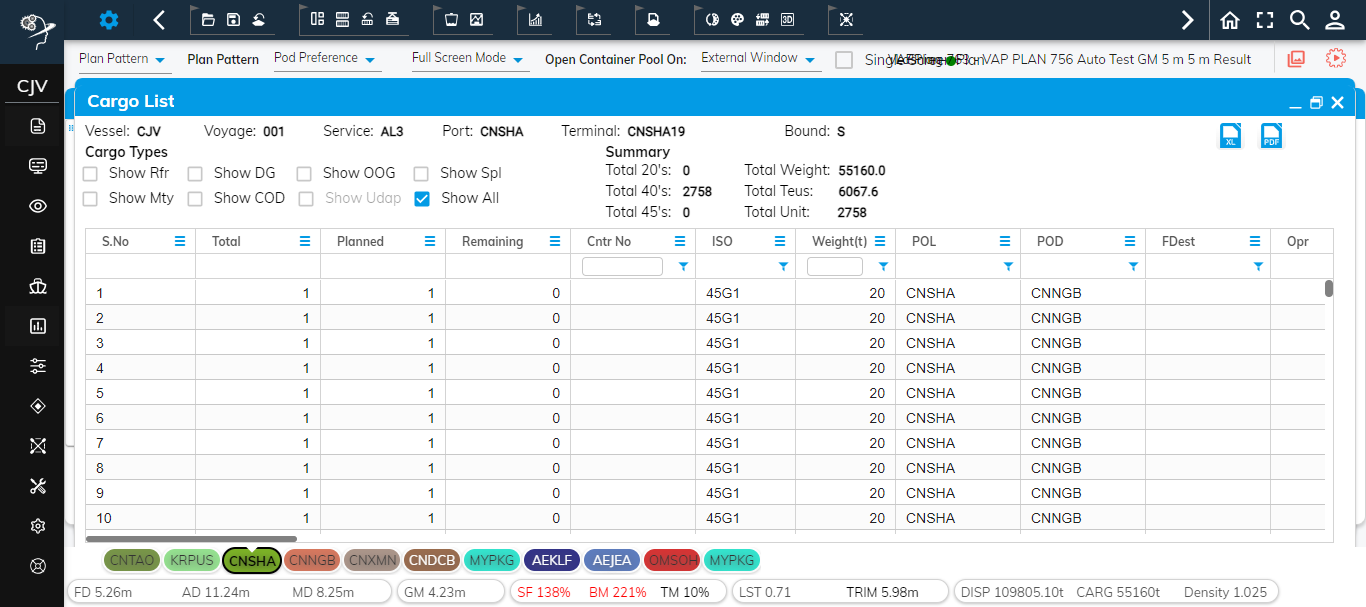 3D
Plan Pattern Plan Pattern Pod Preference Full Screen Mode Open Container Pool On: External Window VAP PLAN 756 Auto Test GM 5 m 5 m Result
CJV
Cargo List
Vessel: CJV Voyage: 001 Service: AL3 Port: CNSHA Terminal: CNSHA19 Bound: S
XL PDF
Cargo Types Summary
Show Rfr Show DG Show OOG Show Spl Total 20's: 0 Total Weight: 55160.0
Total 40's: 2758 Total Teus: 6067.6
Show Mty Show COD Show Udap Show All
Total 45's: 0 Total Unit: 2758
S.No Total Planned Remaining Cntr No ISO Weight(t) POL POD FDest Opr
1 1 1 0 45G1 20 CNSHA CNNGB
2 1 1 0 45G1 20 CNSHA CNNGB
3 1 1 0 45G1 20 CNSHA CNNGB
4 1 1 0 45G1 20 CNSHA CNNGB
5 1 1 0 45G1 20 CNSHA CNNGB
6 1 1 0 45G1 20 CNSHA CNNGB
7 1 1 0 45G1 20 CNSHA CNNGB
8 1 1 0 45G1 20 CNSHA CNNGB
9 1 1 0 45G1 20 CNSHA CNNGB
10 1 1 0 45G1 20 CNSHA CNNGB
CNTAO KRPUS CNSHA CNNGB CNXMN CNDCB MYPKG AEKLF AEJEA OMSOH MYPKG
FD 5.26m AD 11.24m MD 8.25m GM 4.23m SF 138% BM 221% TM 10% LST 0.71 TRIM 5.98m DISP 109805.10t CARG 55160t Density 1.025